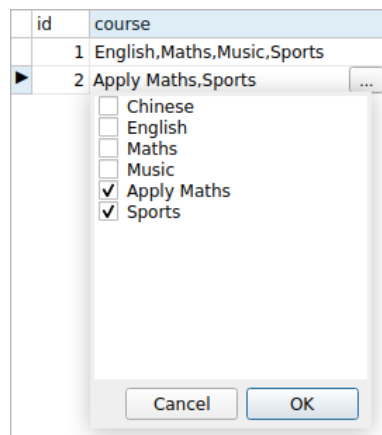 id course
1 English,Maths,Music,Sports
2 Apply Maths,Sports ...
Chinese
English
Maths
Music
Apply Maths
Sports
Cancel OK